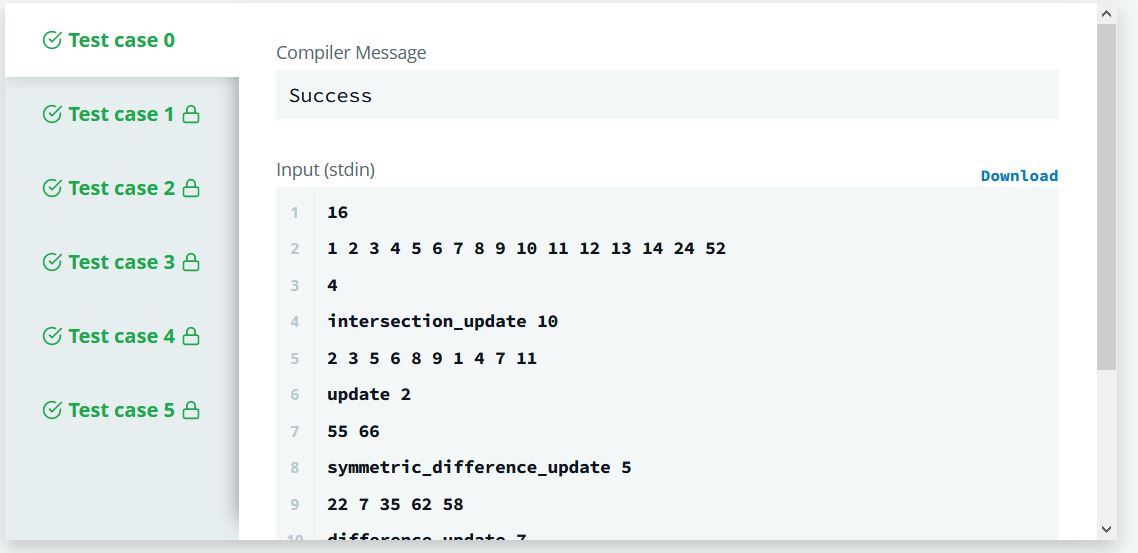 Test case 0
Test case 1
Test case 2
Test case 3
Test case 4
Test case 5
Compiler Message
Success
Input (stdin)
Download
1 16
2 1 2 3 4 5 6 7 8 9 10 11 12 13 14 24 52
3 4
4 intersection_update 10
5 2 3 5 6 8 9 1 4 7 11
6 update 2
7 55 66
8 symmetric_difference_update 5
9 22 7 35 62 58
10 difference_update 7